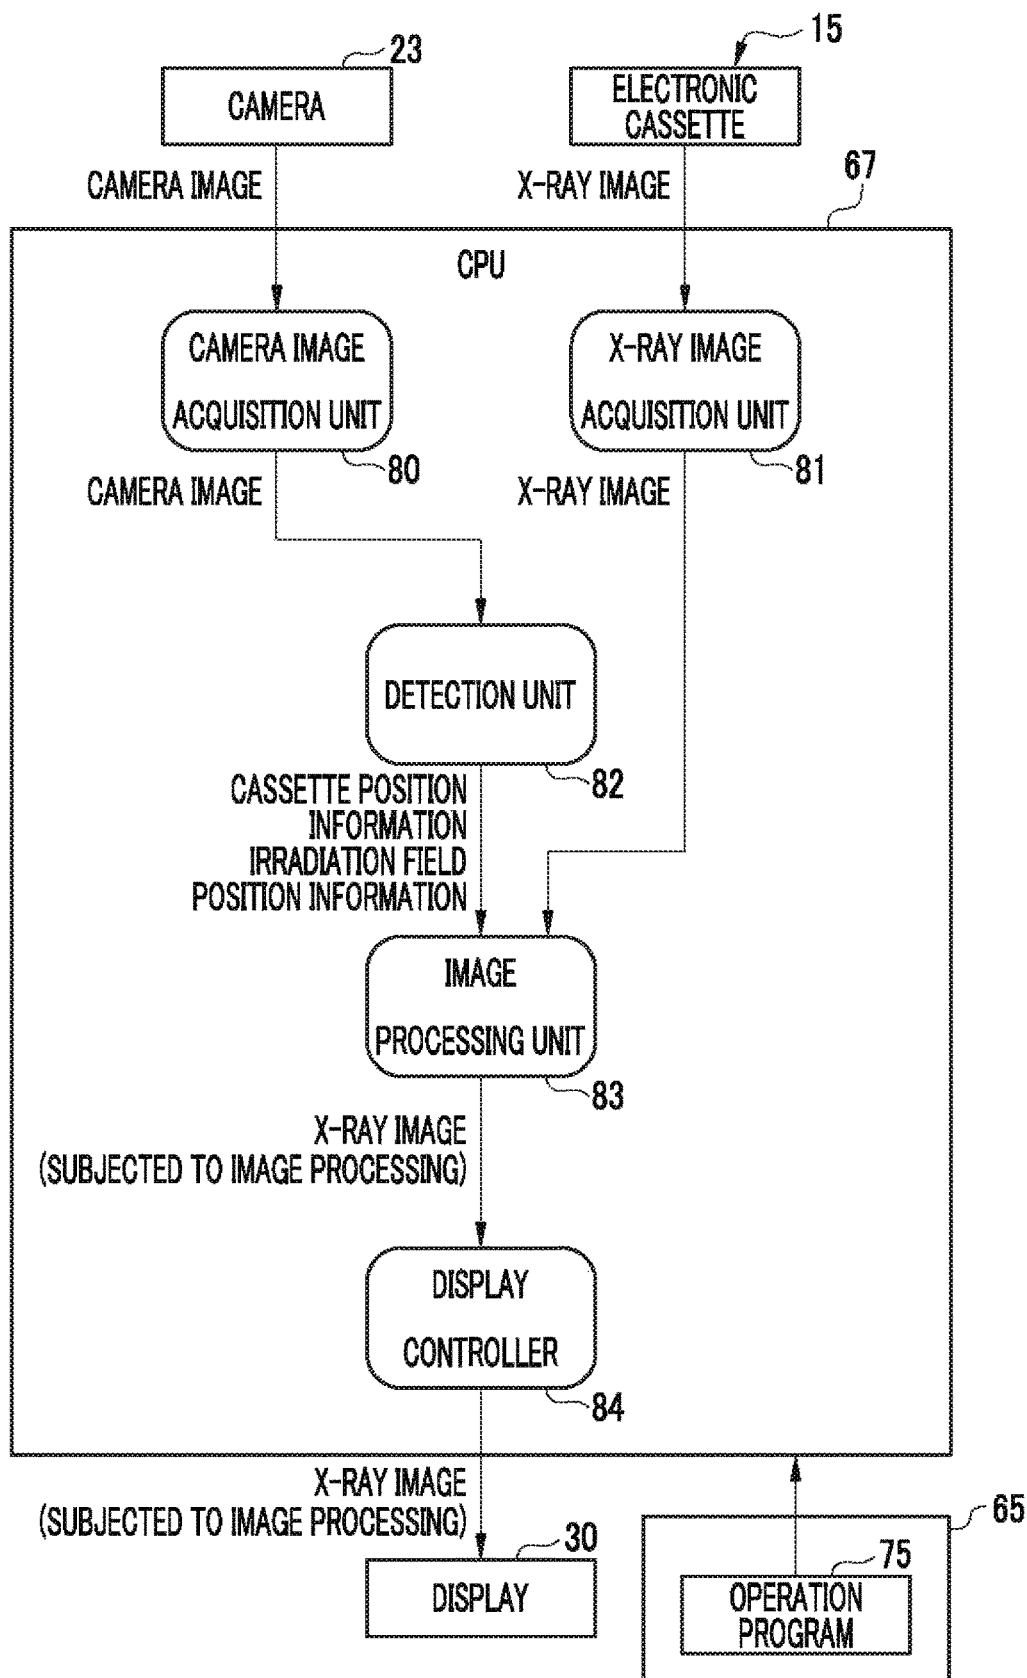 23
15
CAMERA
ELECTRONIC
CASSETTE
CAMERA IMAGE
X-RAY IMAGE
67
CPU
CAMERA IMAGE
ACQUISITION UNIT
X-RAY IMAGE
ACQUISITION UNIT
80
81
CAMERA IMAGE
X-RAY IMAGE
DETECTION UNIT
82
CASSETTE POSITION
INFORMATION
IRRADIATION FIELD
POSITION INFORMATION
IMAGE
PROCESSING UNIT
83
X-RAY IMAGE
(SUBJECTED TO IMAGE PROCESSING)
DISPLAY
CONTROLLER
84
X-RAY IMAGE
(SUBJECTED TO IMAGE PROCESSING)
65
30
75
DISPLAY
OPERATION
PROGRAM